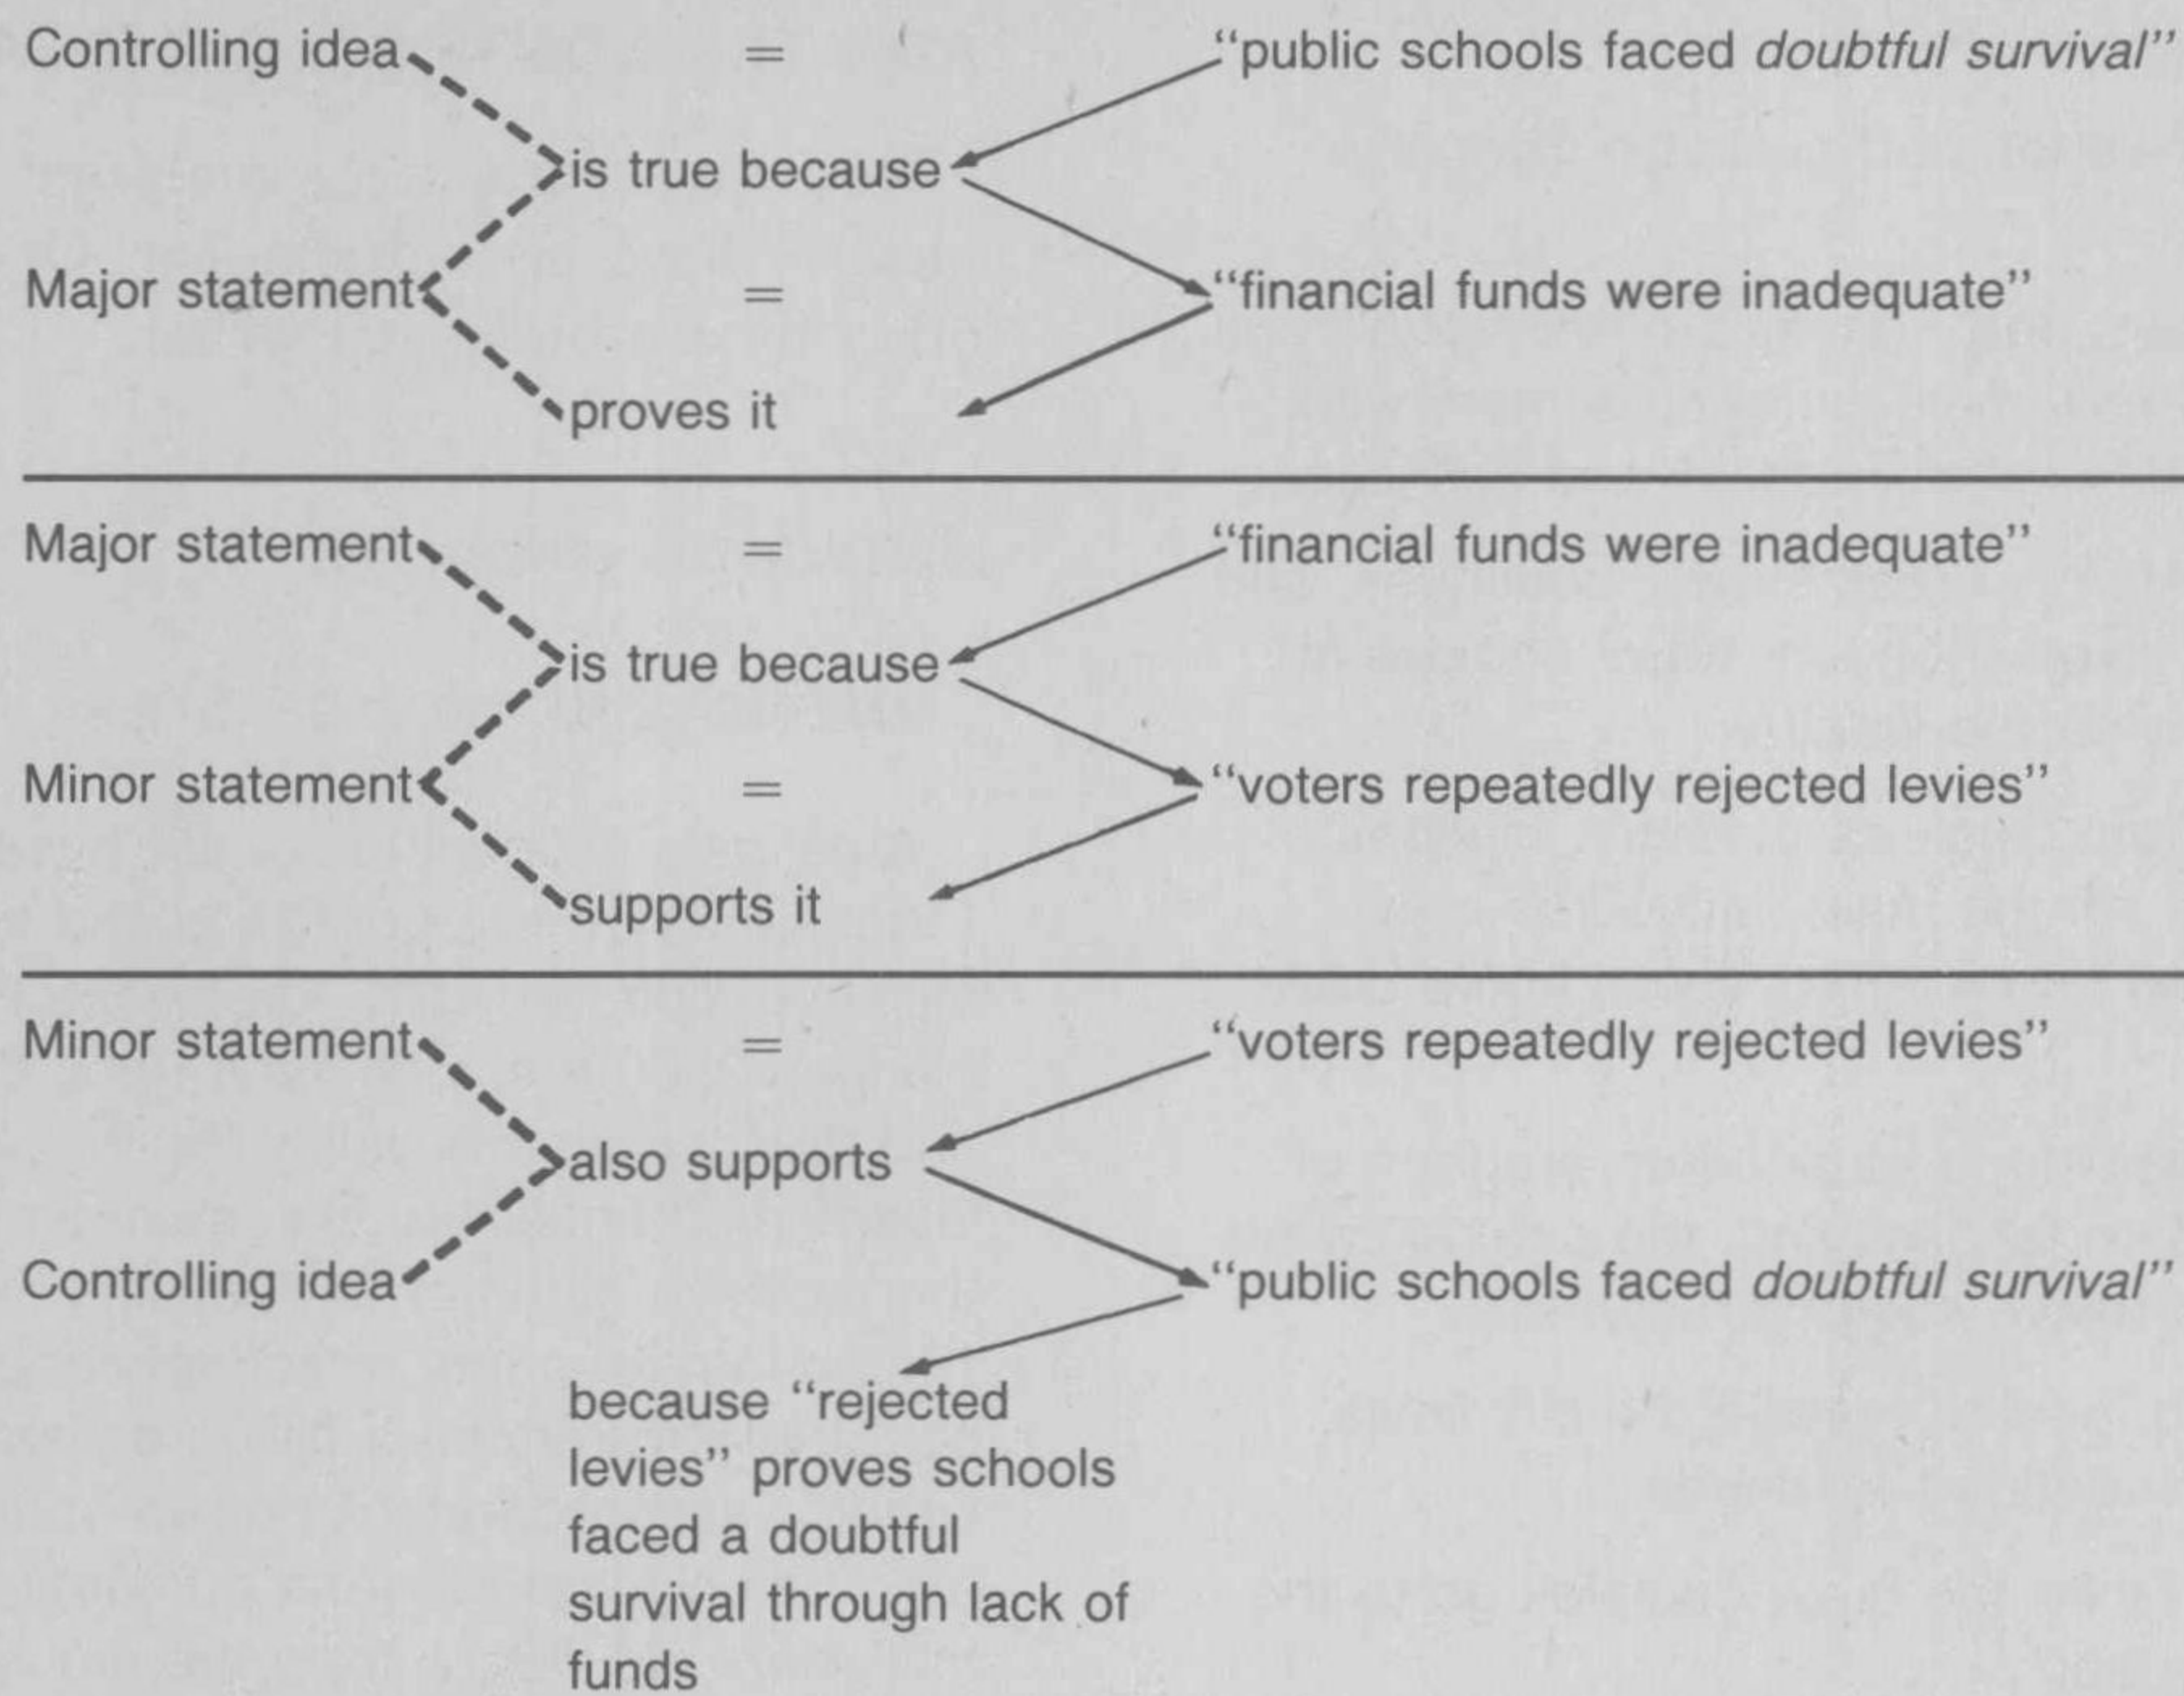 Controlling idea = “public schools faced doubtful survival”
is true because
Major statement = “financial funds were inadequate”
proves it
Major statement = “financial funds were inadequate”
is true because
Minor statement = “voters repeatedly rejected levies”
supports it
Minor statement = “voters repeatedly rejected levies”
also supports
Controlling idea “public schools faced doubtful survival”
because “rejected
levies” proves schools
faced a doubtful
survival through lack of
funds